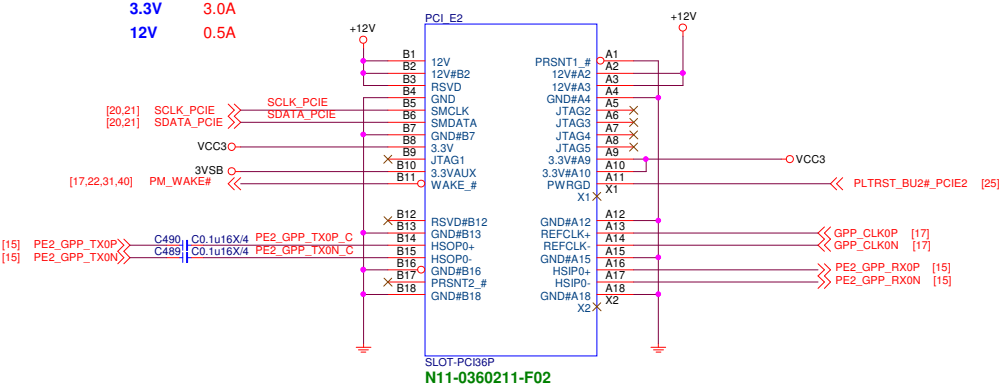 3.3V 3.0A
12V 0.5A
PCI_E2
+12V
+12V
B1 12V
B2 12V#B2
B3 RSVD
B4 GND
[20,21] SCLK_PCIE SCLK_PCIE B5 SMCLK
[20,21] SDATA_PCIE SDATA_PCIE B6 SMDATA
B7 GND#B7
VCC3 B8 3.3V
B9 JTAG1
3VSB B10 3.3VAUX
[17,22,31,40] PM_WAKE# B11 WAKE_#
B12 RSVD#B12
B13 GND#B13
[15] PE2_GPP_TX0P C490 C0.1u16X/4 PE2_GPP_TX0P_C B14 HSOP0+
[15] PE2_GPP_TX0N C489 C0.1u16X/4 PE2_GPP_TX0N_C B15 HSOP0-
B16 GND#B16
B17 PRSNT2_#
B18 GND#B18
PRSNT1_# A1
12V#A2 A2
12V#A3 A3
GND#A4 A4
JTAG2 A5
JTAG3 A6
JTAG4 A7
JTAG5 A8
3.3V#A9 A9 VCC3
3.3V#A10 A10
PWRGD A11 PLTRST_BU2#_PCIE2 [25]
X1 X1
GND#A12 A12
REFCLK+ A13 GPP_CLK0P [17]
REFCLK- A14 GPP_CLK0N [17]
GND#A15 A15
HSIP0+ A16 PE2_GPP_RX0P [15]
HSIP0- A17 PE2_GPP_RX0N [15]
GND#A18 A18
X2 X2
SLOT-PCI36P
N11-0360211-F02